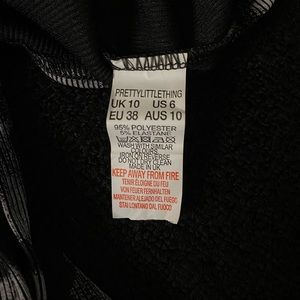 PRETTYLITTLETHING
UK 10 US 6
EU 38 AUS 10
95% POLYESTER
5% ELASTANE
WASH WITH SIMILAR
COLOURS
IRON ON REVERSE
DO NOT DRY CLEAN
MADE IN UK
KEEP AWAY FROM FIRE
TENIR ÉLOIGNE DU FEU
VON FEUER FERNHALTEN
MANTENER ALEJADO DEL FUEGO
STAI LONTANO DAL FUOCO